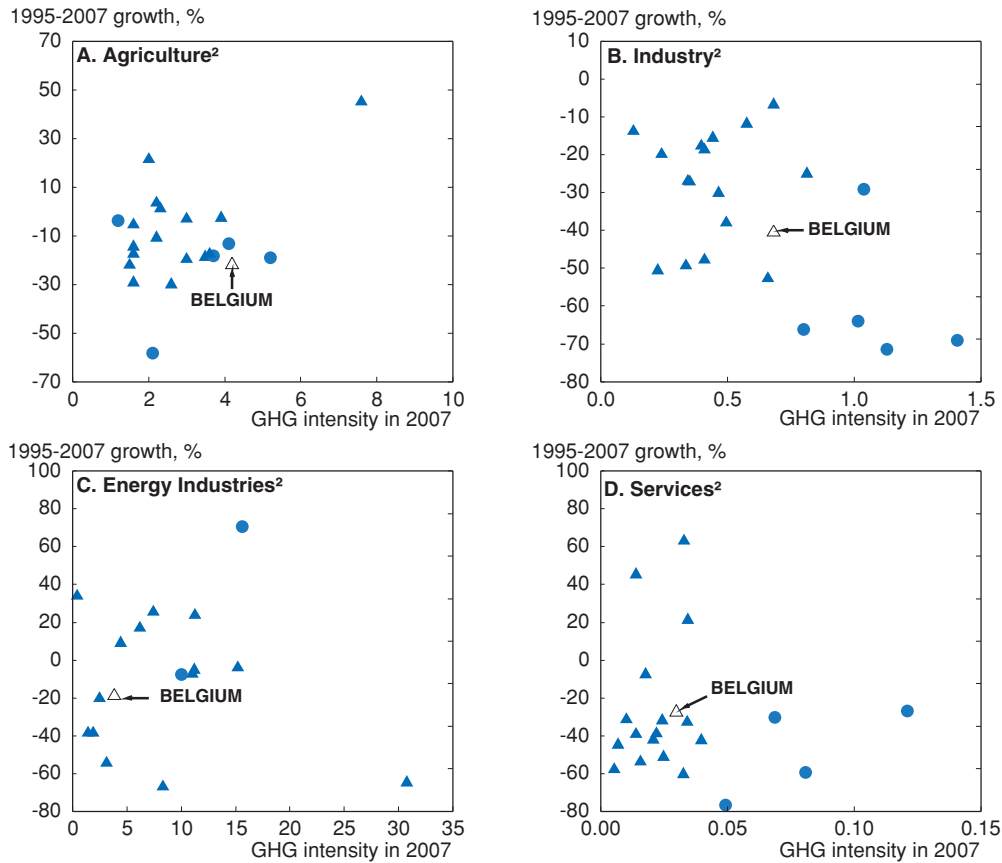 1995-2007 growth, %
A. Agriculture²
70
50
30
10
-10
-30
-50
-70
BELGIUM
0 2 4 6 8 10
GHG intensity in 2007
1995-2007 growth, %
B. Industry²
10
0
-10
-20
-30
-40
-50
-60
-70
-80
BELGIUM
0.0 0.5 1.0 1.5
GHG intensity in 2007
1995-2007 growth, %
C. Energy Industries²
100
80
60
40
20
0
-20
-40
-60
-80
BELGIUM
0 5 10 15 20 25 30 35
GHG intensity in 2007
1995-2007 growth, %
D. Services²
100
80
60
40
20
0
-20
-40
-60
-80
BELGIUM
0.00 0.05 0.10 0.15
GHG intensity in 2007